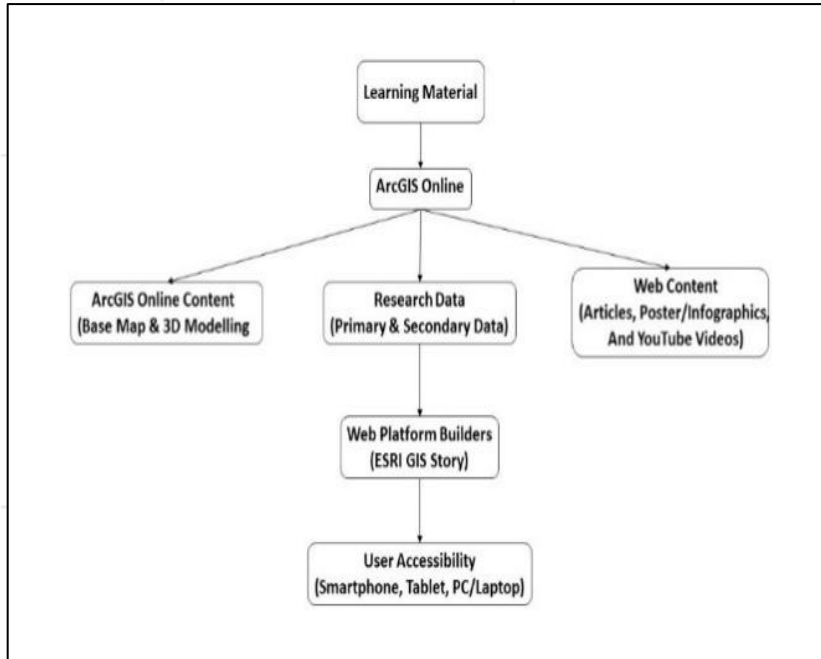 Learning Material
ArcGIS Online
ArcGIS Online Content
(Base Map & 3D Modelling
Research Data
(Primary & Secondary Data)
Web Content
(Articles, Poster/Infographics,
And YouTube Videos)
Web Platform Builders
(ESRI GIS Story)
User Accessibility
(Smartphone, Tablet, PC/Laptop)